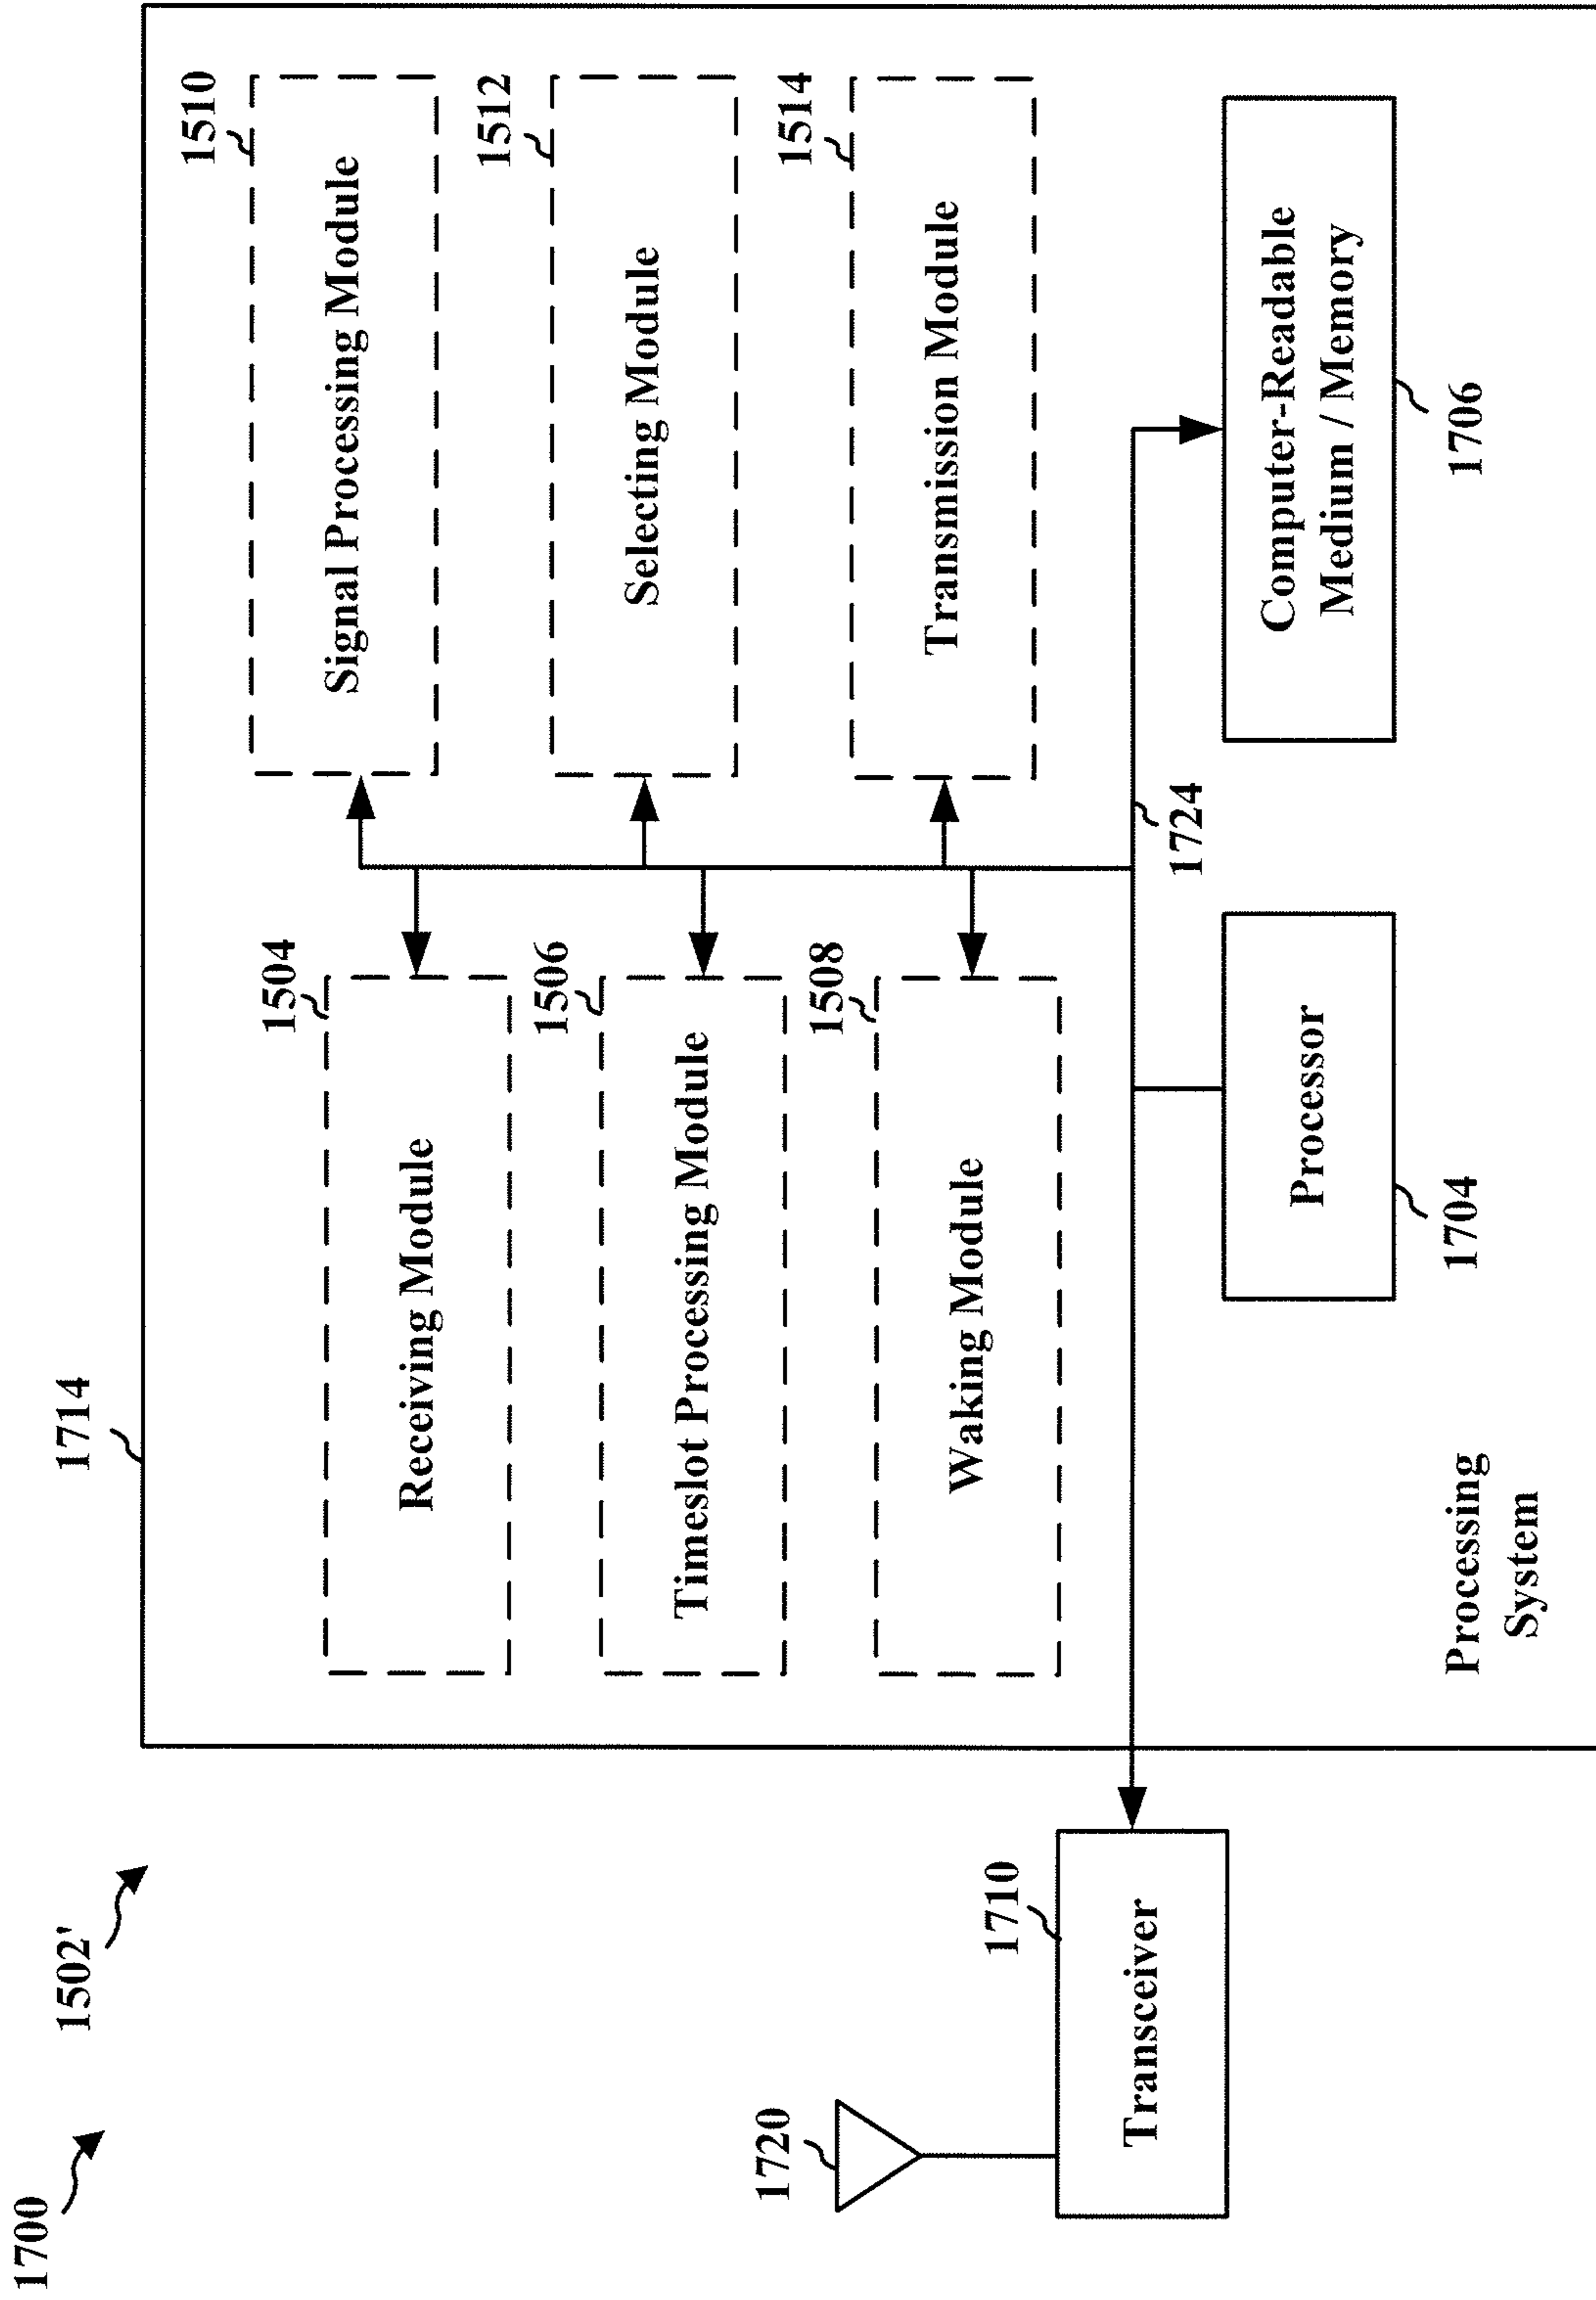 1700
1502'
1714
1504
Receiving Module
1510
Signal Processing Module
1506
Timeslot Processing Module
1512
Selecting Module
1508
Waking Module
1514
Transmission Module
1720
1710
Transceiver
1724
Processor
1704
Computer-Readable
Medium / Memory
1706
Processing
System